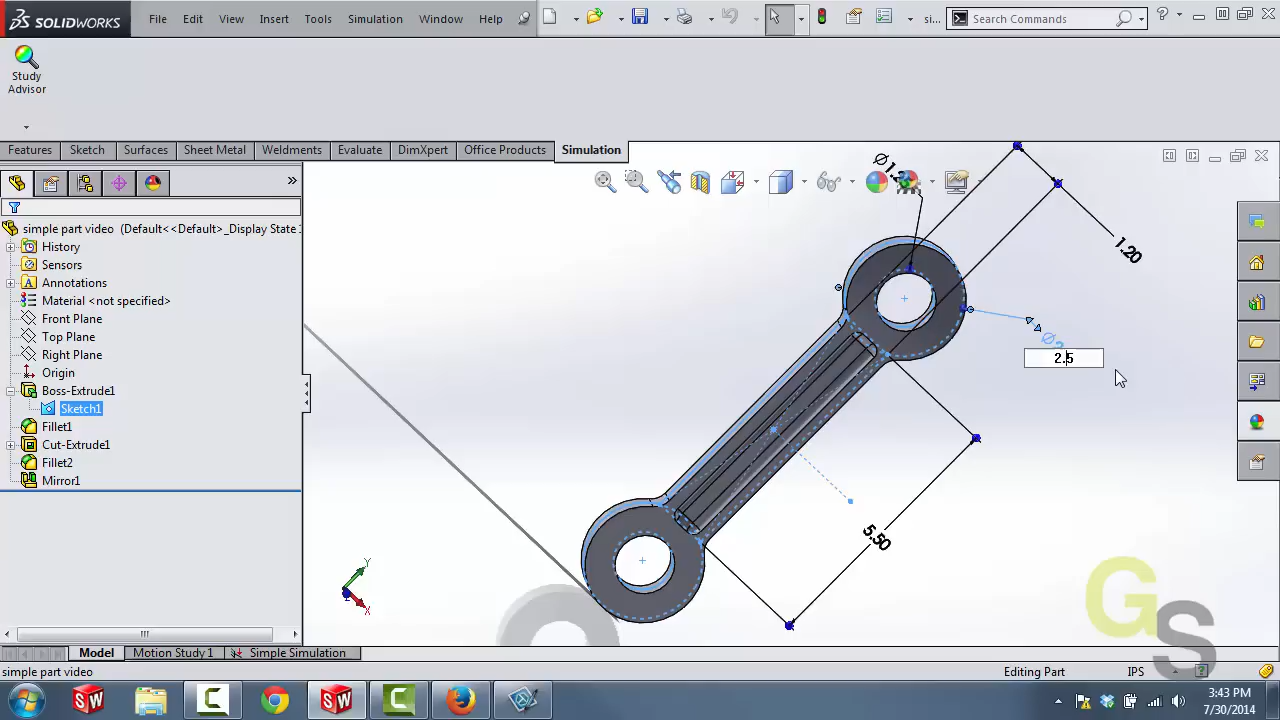 SOLIDWORKS File Edit View Insert Tools Simulation Window Help si... Search Commands
Study
Advisor
Features Sketch Surfaces Sheet Metal Weldments Evaluate DimXpert Office Products Simulation
simple part video (Default<<Default>_Display State
History
Sensors
Annotations
Material <not specified>
Front Plane
Top Plane
Right Plane
Origin
Boss-Extrude1
Sketch1
Fillet1
Cut-Extrude1
Fillet2
Mirror1
1.20
2.5
5.50
Y
X
GS
Model Motion Study 1 Simple Simulation
simple part video Editing Part IPS
3:43 PM
7/30/2014